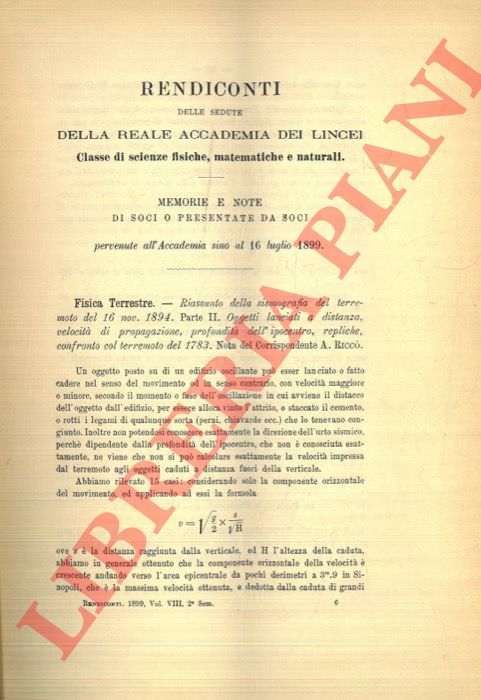 RENDICONTI
DELLE SEDUTE
DELLA REALE ACCADEMIA DEI LINCEI
Classe di scienze fisiche, matematiche e naturali.
MEMORIE E NOTE
DI SOCI O PRESENTATE DA SOCI
pervenute all'Accademia sino al 16 luglio 1899.
Fisica Terrestre. — Riassunto della sismografia del terre-
moto del 16 nov. 1894. Parte II. Oggetti lanciati a distanza,
velocità di propagazione, profondità dell'ipocentro, repliche,
confronto col terremoto del 1783. Nota del Corrispondente A. RICCÒ.
Un oggetto posto su di un edifizio oscillante può esser lanciato o fatto
cadere nel senso del movimento od in senso contrario, con velocità maggiore
o minore, secondo il momento o fase dell'oscillazione in cui avviene il distacco
dell'oggetto dall'edifizio, per essere allora vinto l'attrito, o staccato il cemento,
o rotti i legami di qualunque sorta (perni, chiavarde ecc.) che lo tenevano con-
giunto. Inoltre non potendosi conoscere esattamente la direzione dell'urto sismico,
perchè dipendente dalla profondità dell'ipocentro, che non è conosciuta esat-
tamente, ne viene che non si può calcolare esattamente la velocità impressa
dal terremoto agli oggetti caduti a distanza fuori della verticale.
Abbiamo rilevato 15 casi: considerando solo la componente orizzontale
del movimento, ed applicando ad essi la formola
v = √g/2 × s/√H
ove s è la distanza raggiunta dalla verticale, ed H l'altezza della caduta,
abbiamo in generale ottenuto che la componente orizzontale della velocità è
crescente andando verso l'area epicentrale da pochi decimetri a 3ᵐ.9 in Si-
nopoli, che è la massima velocità ottenuta, e dedotta dalla caduta di grandi
RENDICONTI. 1899, Vol. VIII, 2° Sem. 6
LIBRERIA PIANI